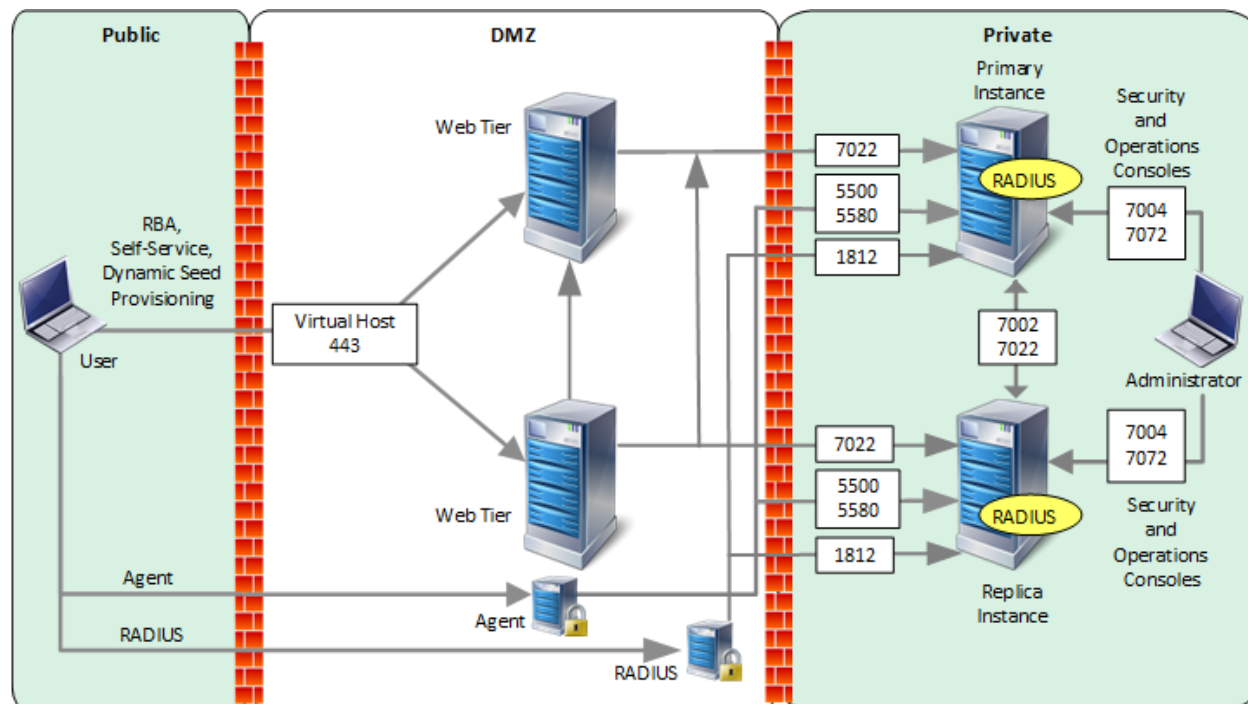 Public
DMZ
Private
Primary
Instance
Security
and
Operations
Consoles
Web Tier
7022
RADIUS
5500
5580
7004
7072
RBA,
Self-Service,
Dynamic Seed
Provisioning
1812
Virtual Host
443
7002
7022
User
Administrator
7022
7004
7072
5500
5580
Web Tier
RADIUS
Security
and
Operations
Consoles
1812
Agent
Replica
Instance
Agent
RADIUS
RADIUS